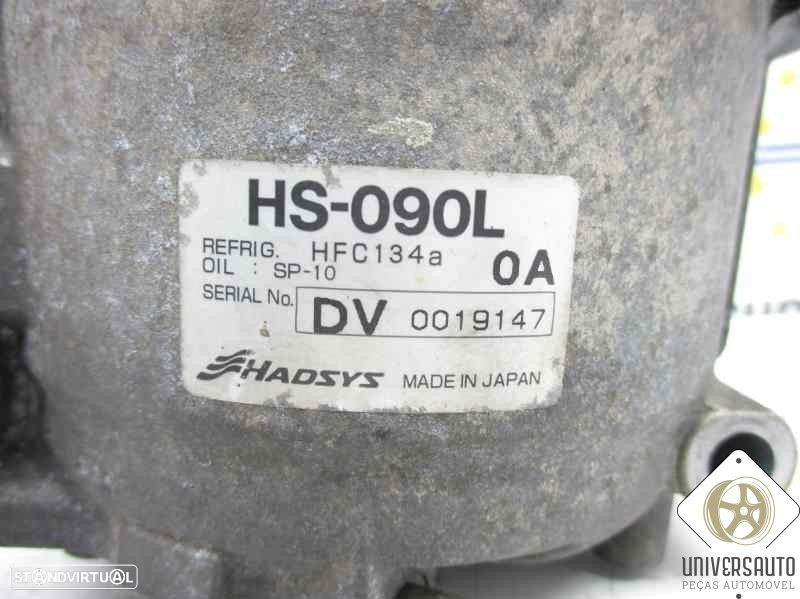 HS-090L
REFRIG. HFC134a
OIL : SP-10
0A
SERIAL No. DV 0019147
HADSYS MADE IN JAPAN
STANDVIRTUAL
UNIVERSAUTO
PEÇAS AUTOMÓVEL